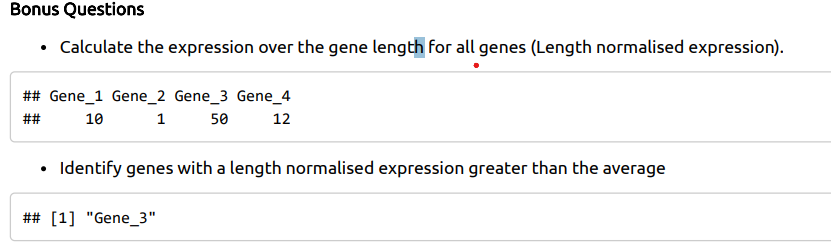 Bonus Questions
• Calculate the expression over the gene length for all genes (Length normalised expression).
## Gene_1 Gene_2 Gene_3 Gene_4
##     10      1     50     12
• Identify genes with a length normalised expression greater than the average
## [1] "Gene_3"